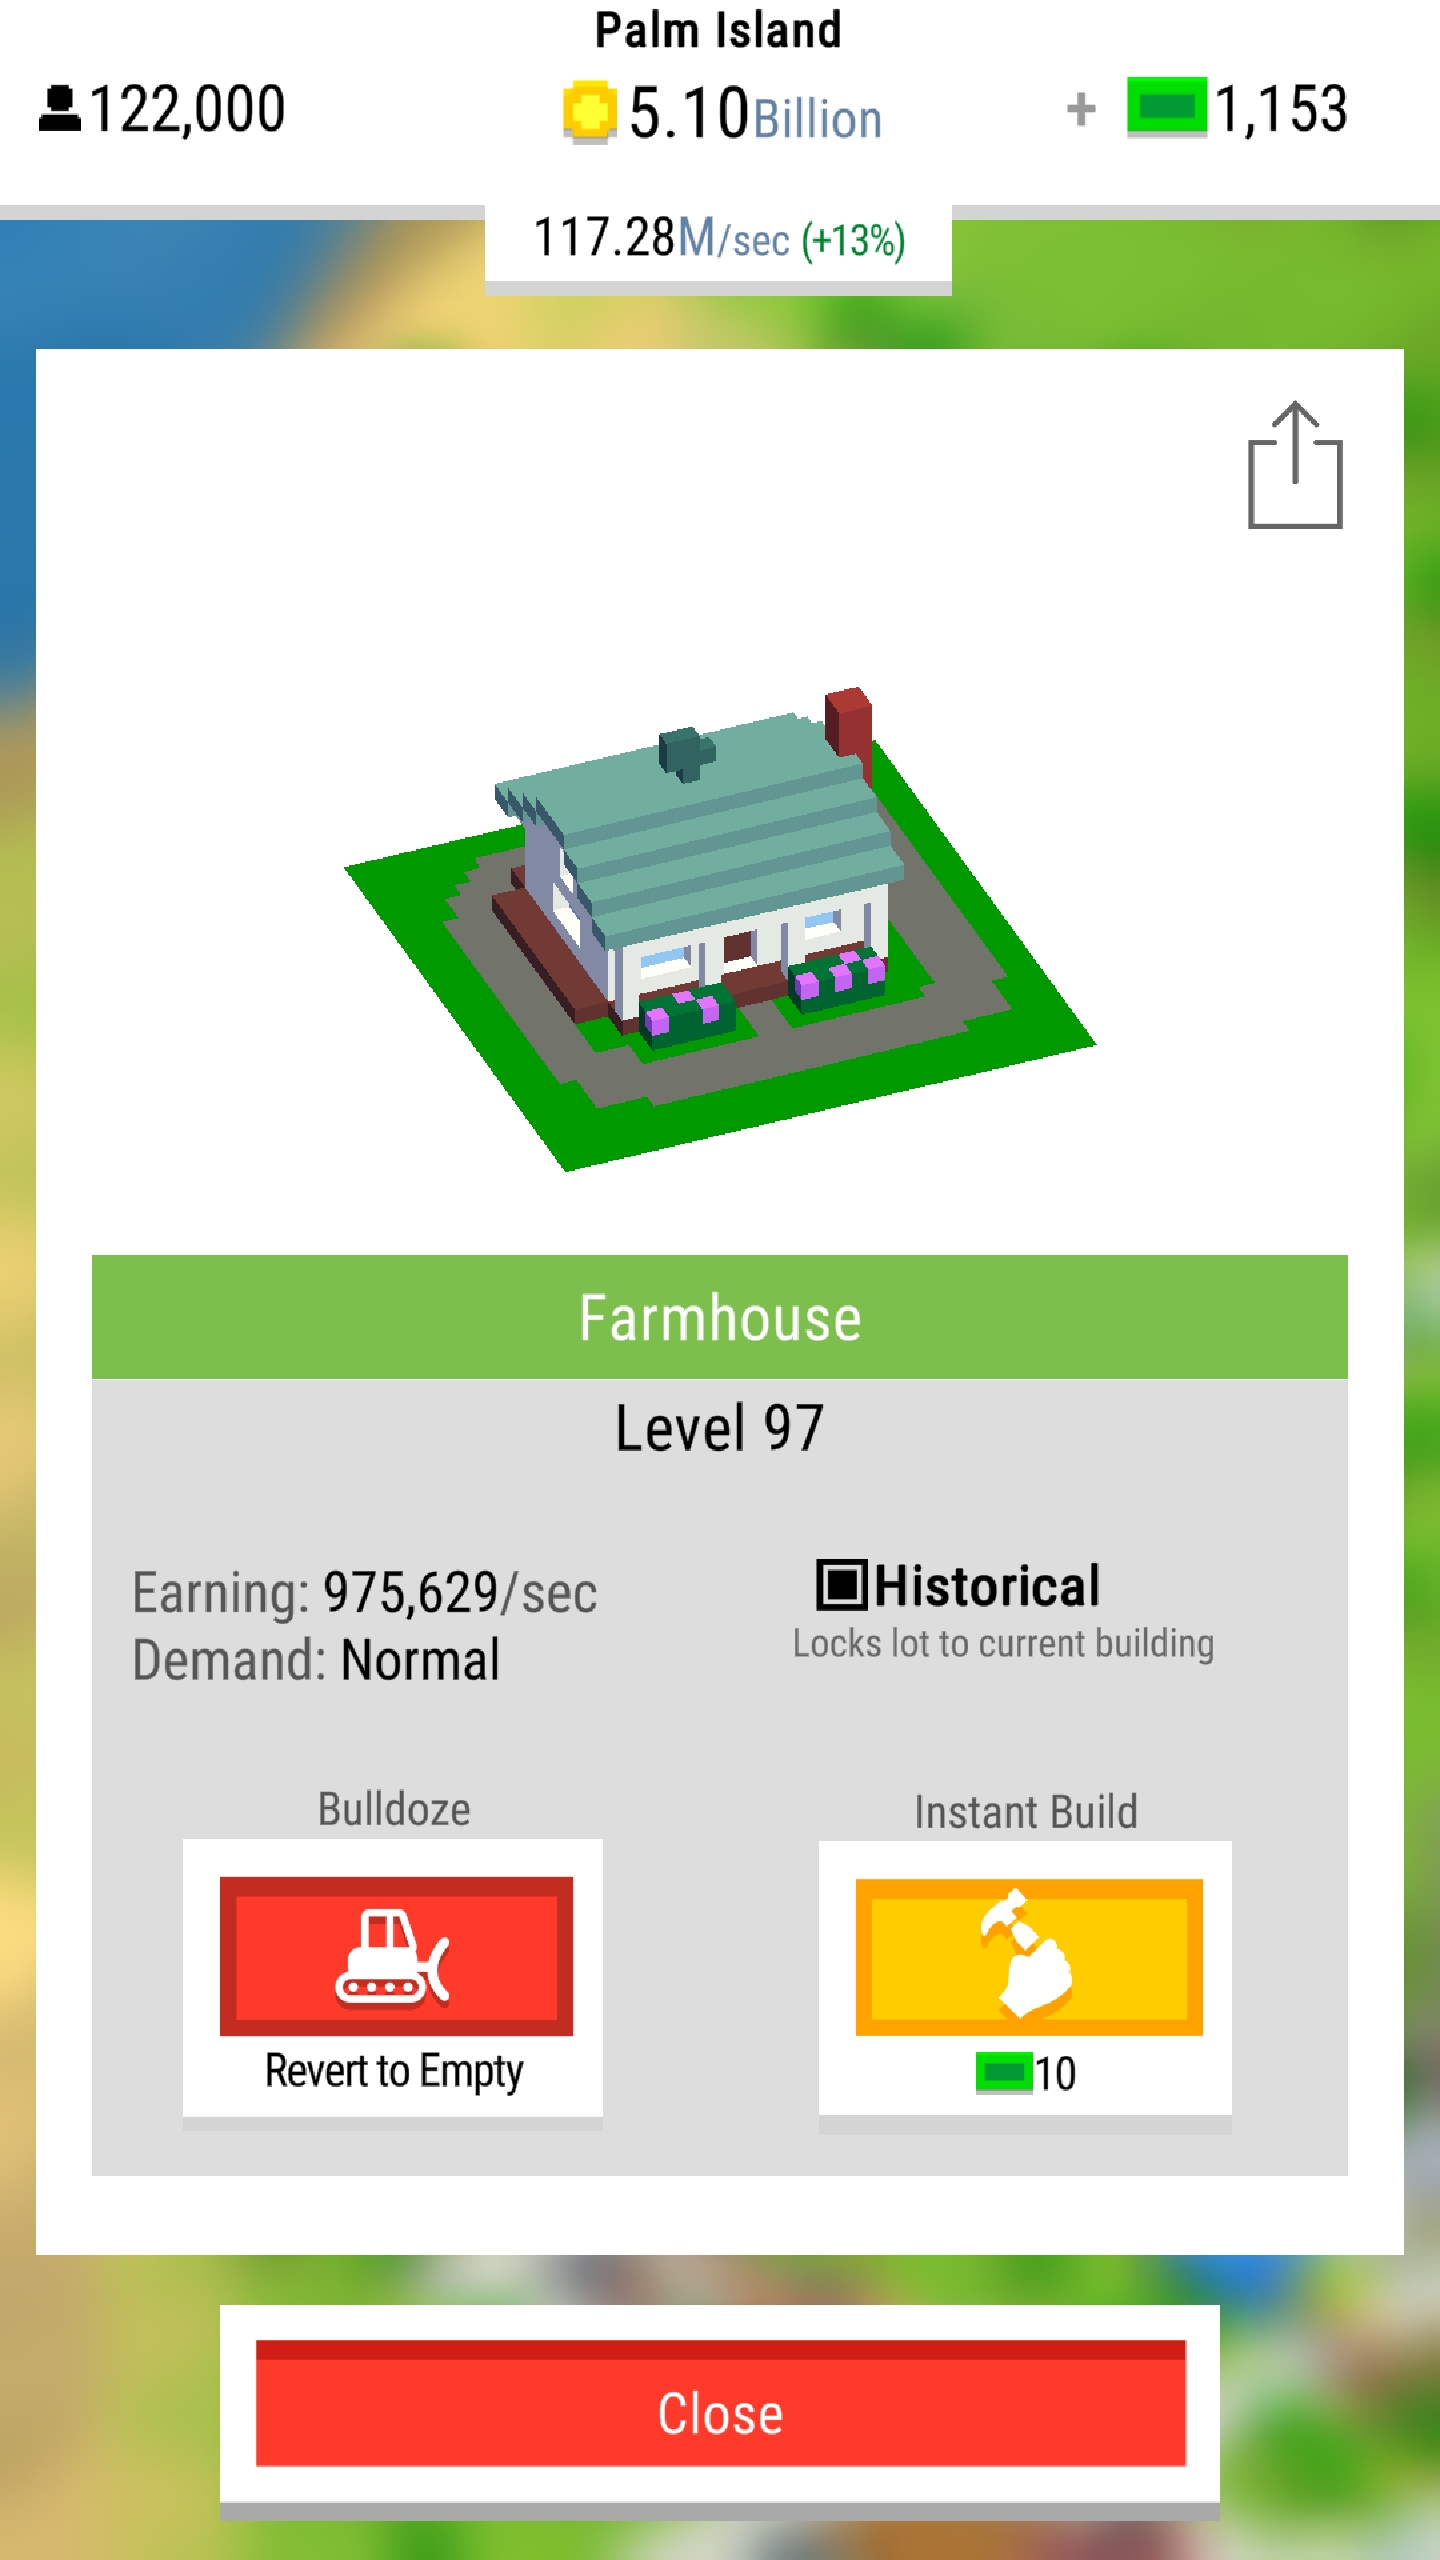 Palm Island
122,000
5.10Billion
+ 1,153
117.28M/sec (+13%)
Farmhouse
Level 97
Earning: 975,629/sec
Demand: Normal
Historical
Locks lot to current building
Bulldoze
Revert to Empty
Instant Build
10
Close